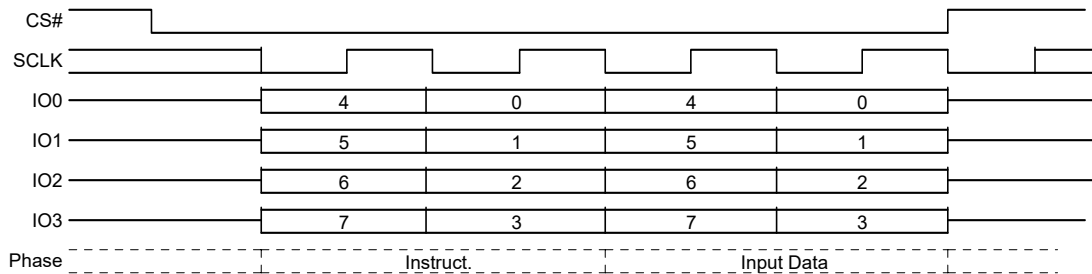 CS#
SCLK
IO0 4 0 4 0
IO1 5 1 5 1
IO2 6 2 6 2
IO3 7 3 7 3
Phase Instruct. Input Data